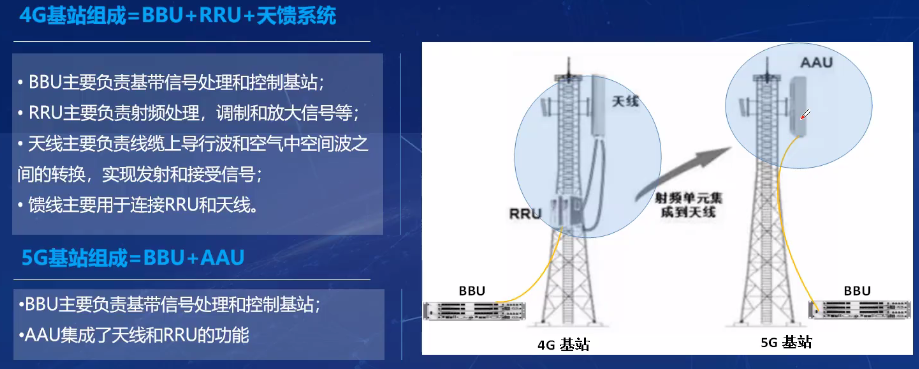 4G基站组成=BBU+RRU+天馈系统
• BBU主要负责基带信号处理和控制基站；
• RRU主要负责射频处理，调制和放大信号等；
• 天线主要负责线缆上导行波和空气中空间波之
间的转换，实现发射和接受信号；
• 馈线主要用于连接RRU和天线。
5G基站组成=BBU+AAU
•BBU主要负责基带信号处理和控制基站；
•AAU集成了天线和RRU的功能
天线
RRU
BBU
4G 基站
射频单元集
成到天线
AAU
BBU
5G 基站